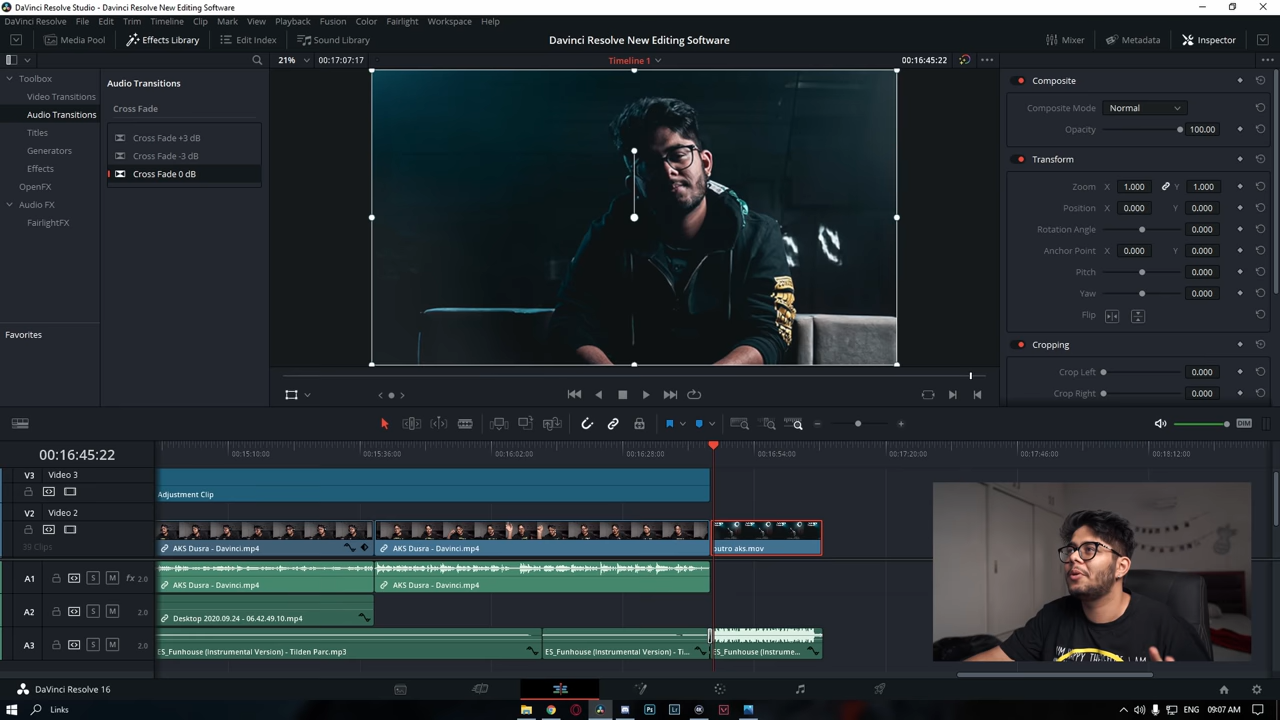 DaVinci Resolve Studio - Davinci Resolve New Editing Software
DaVinci Resolve File Edit Trim Timeline Clip Mark View Playback Fusion Color Fairlight Workspace Help
Media Pool Effects Library Edit Index Sound Library Davinci Resolve New Editing Software Mixer Metadata Inspector
21% 00:17:07:17 Timeline 1 00:16:45:22
Toolbox
Video Transitions
Audio Transitions
Titles
Generators
Effects
OpenFX
Audio FX
FairlightFX
Favorites
Audio Transitions
Cross Fade
Cross Fade +3 dB
Cross Fade -3 dB
Cross Fade 0 dB
Composite
Composite Mode Normal
Opacity 100.00
Transform
Zoom X 1.000 Y 1.000
Position X 0.000 Y 0.000
Rotation Angle 0.000
Anchor Point X 0.000 Y 0.000
Pitch 0.000
Yaw 0.000
Flip
Cropping
Crop Left 0.000
Crop Right 0.000
DIM
00:16:45:22
00:15:10:00 00:15:36:00 00:16:02:00 00:16:28:00 00:16:54:00 00:17:20:00 00:17:46:00 00:18:12:00
V3 Video 3
Adjustment Clip
V2 Video 2
39 Clips
AKS Dusra - Davinci.mp4 AKS Dusra - Davinci.mp4 outro aks.mov
A1 S M fx 2.0
AKS Dusra - Davinci.mp4 AKS Dusra - Davinci.mp4
A2 S M 2.0
Desktop 2020.09.24 - 06.42.49.10.mp4
A3 S M 2.0
ES_Funhouse (Instrumental Version) - Tilden Parc.mp3 ES_Funhouse (Instrumental Version) - Ti... ES_Funhouse (Instrume...
DaVinci Resolve 16
Links
ENG 09:07 AM